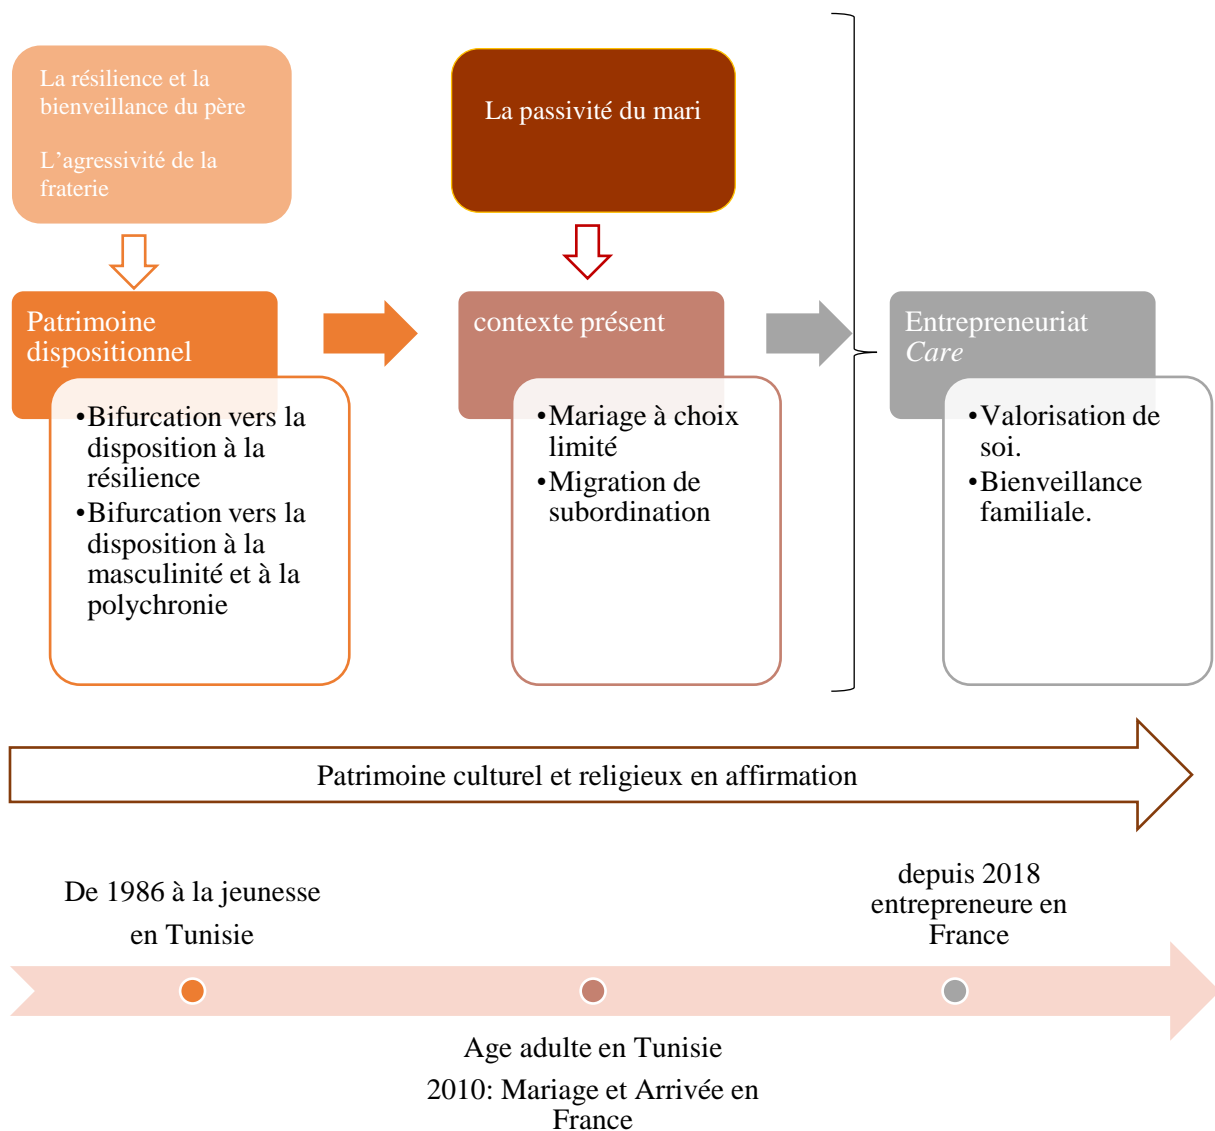 La résilience et la
bienveillance du père
L’agressivité de la
fraterie
La passivité du mari
Patrimoine
dispositionnel
•Bifurcation vers la
disposition à la
résilience
•Bifurcation vers la
disposition à la
masculinité et à la
polychronie
contexte présent
•Mariage à choix
limité
•Migration de
subordination
Entrepreneuriat
Care
•Valorisation de
soi.
•Bienveillance
familiale.
Patrimoine culturel et religieux en affirmation
De 1986 à la jeunesse
en Tunisie
Age adulte en Tunisie
2010: Mariage et Arrivée en
France
depuis 2018
entrepreneure en
France